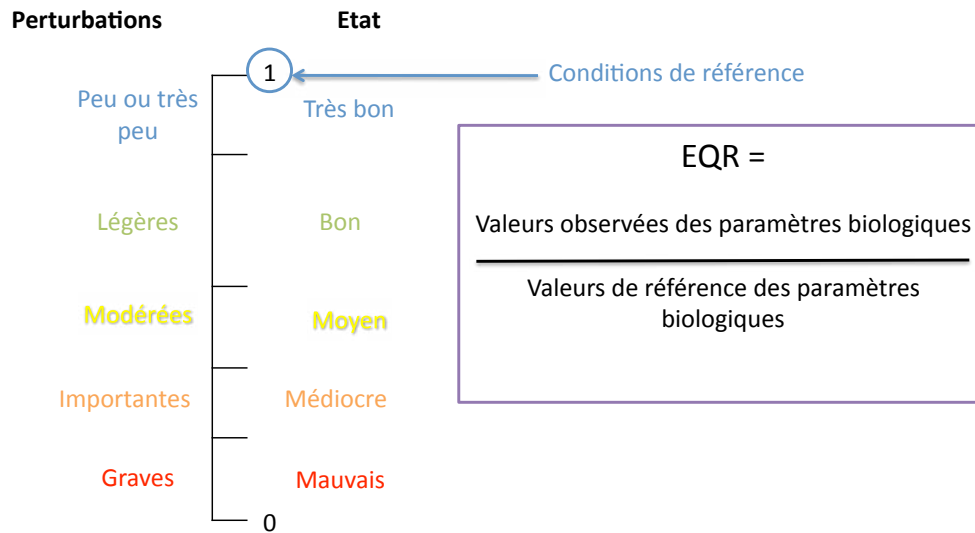 Perturbations
Etat
1
Conditions de référence
Peu ou très
peu
Très bon
EQR =
Légères
Bon
Valeurs observées des paramètres biologiques
Valeurs de référence des paramètres
biologiques
Modérées
Moyen
Importantes
Médiocre
Graves
Mauvais
0